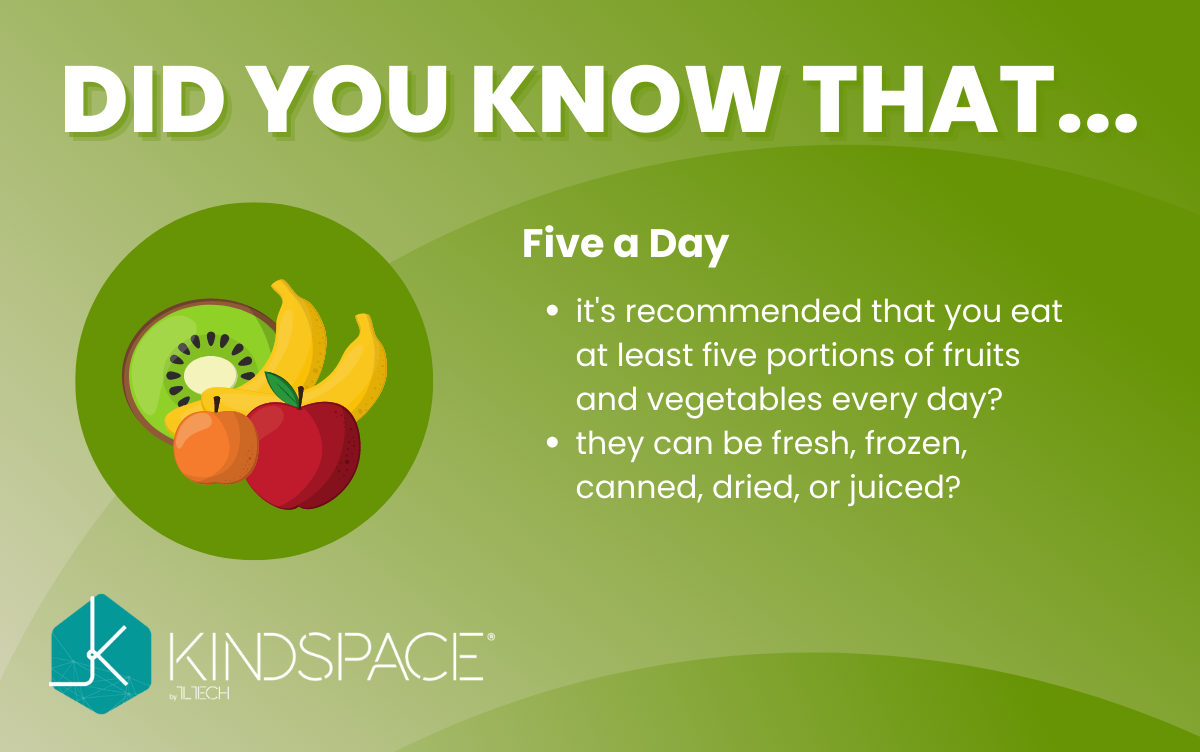 DID YOU KNOW THAT...
Five a Day
• it's recommended that you eat
at least five portions of fruits
and vegetables every day?
• they can be fresh, frozen,
canned, dried, or juiced?
KINDSPACE®
by TLTECH